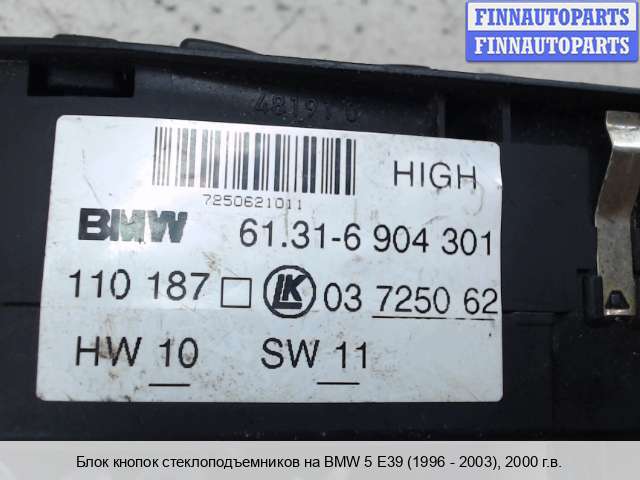 FINNAUTOPARTS
FINNAUTOPARTS
HIGH
7250621011
BMW 61.31-6 904 301
110 187 □ LK 03 7250 62
HW 10 SW 11
Блок кнопок стеклоподъемников на BMW 5 E39 (1996 - 2003), 2000 г.в.